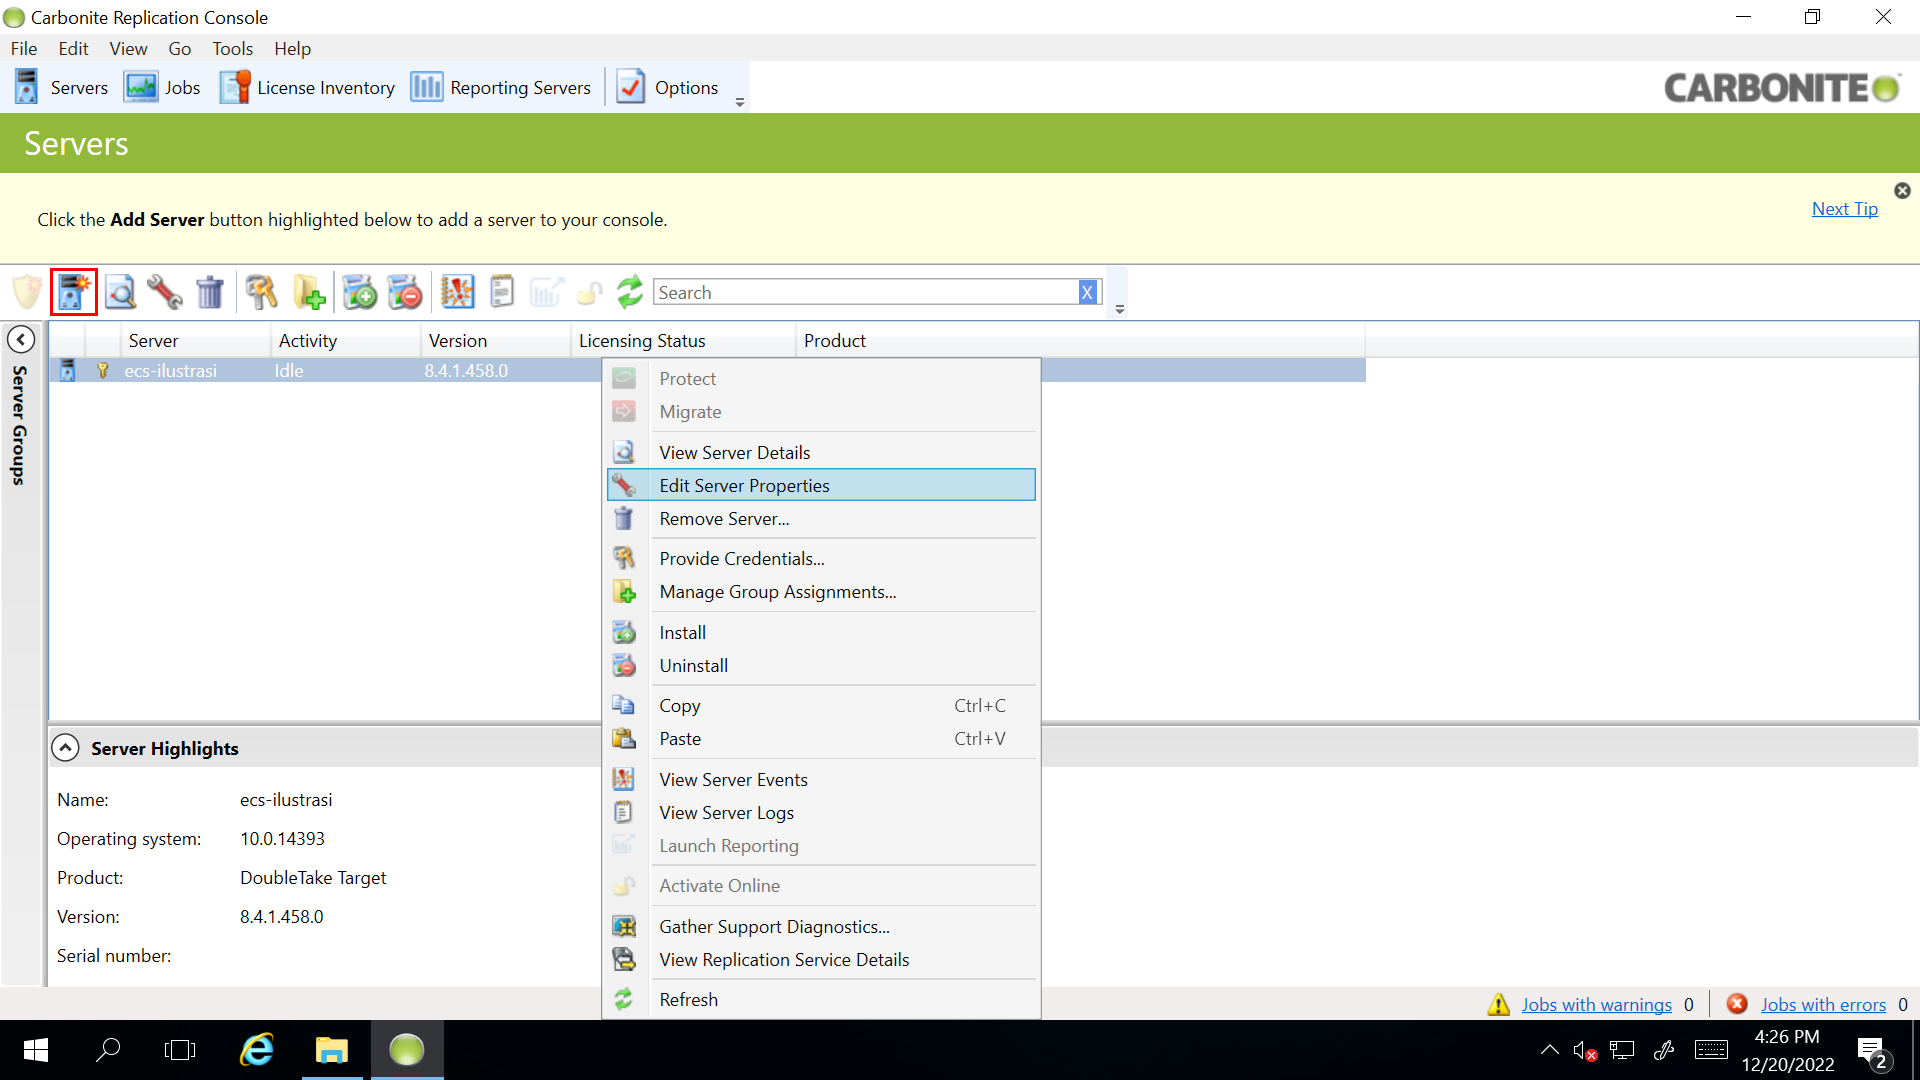 Carbonite Replication Console
File Edit View Go Tools Help
Servers Jobs License Inventory Reporting Servers Options CARBONITE
Servers
Click the Add Server button highlighted below to add a server to your console.
Next Tip
Search X
Server Groups
Server Activity Version Licensing Status Product
ecs-ilustrasi Idle 8.4.1.458.0
Protect
Migrate
View Server Details
Edit Server Properties
Remove Server...
Provide Credentials...
Manage Group Assignments...
Install
Uninstall
Copy Ctrl+C
Paste Ctrl+V
View Server Events
View Server Logs
Launch Reporting
Activate Online
Gather Support Diagnostics...
View Replication Service Details
Refresh
Server Highlights
Name: ecs-ilustrasi
Operating system: 10.0.14393
Product: DoubleTake Target
Version: 8.4.1.458.0
Serial number:
Jobs with warnings 0 Jobs with errors 0
4:26 PM
12/20/2022
2